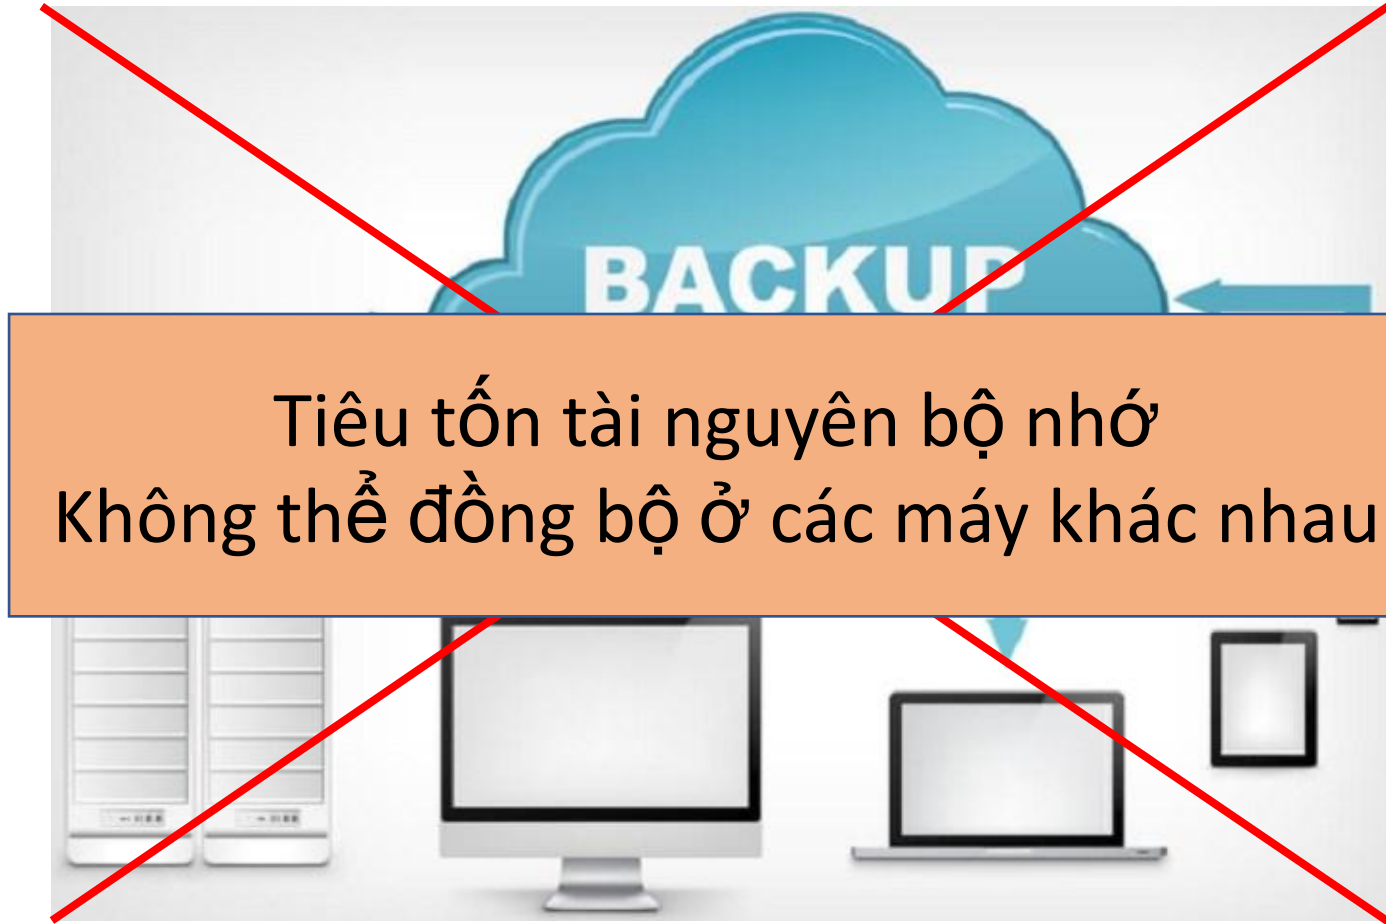 BACKUP
Tiêu tốn tài nguyên bộ nhớ
Không thể đồng bộ ở các máy khác nhau